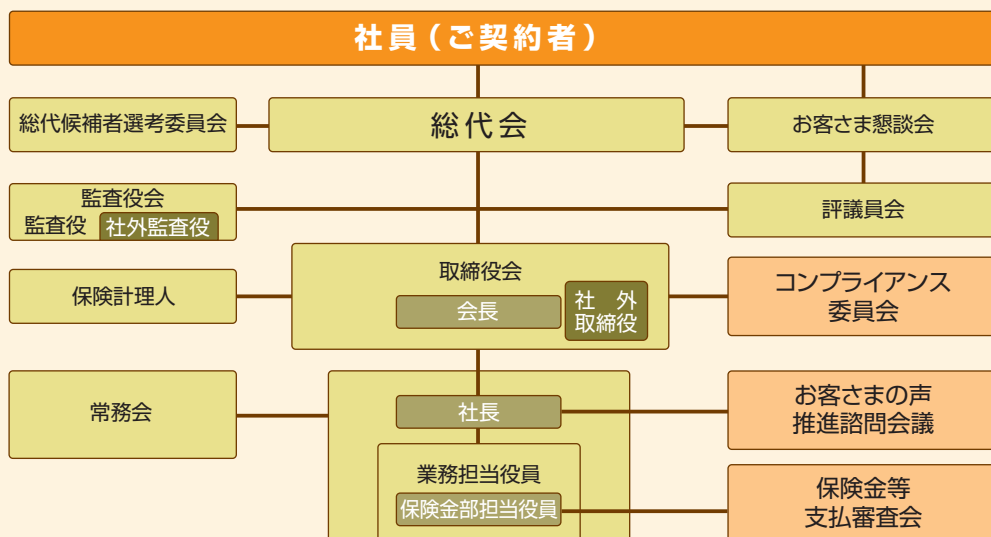 社員（ご契約者）
総代候補者選考委員会
総代会
お客さま懇談会
監査役会
監査役 社外監査役
評議員会
保険計理人
取締役会
会長
社 外
取締役
コンプライアンス
委員会
常務会
社長
お客さまの声
推進諮問会議
業務担当役員
保険金部担当役員
保険金等
支払審査会